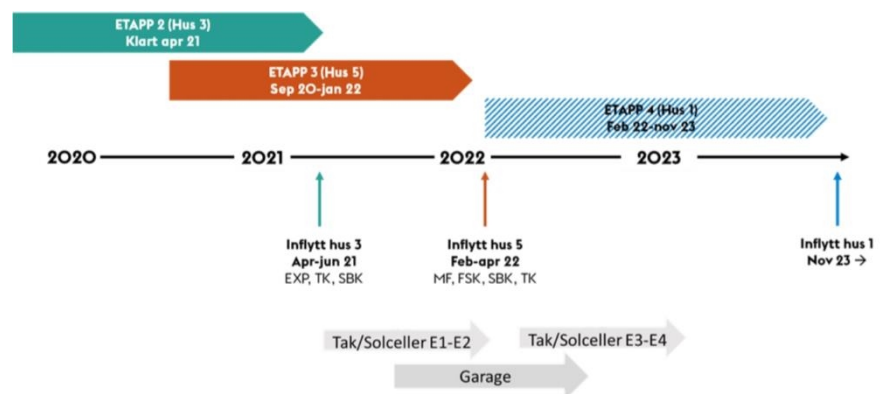 ETAPP 2 (Hus 3)
Klart apr 21
ETAPP 3 (Hus 5)
Sep 20-jan 22
ETAPP 4 (Hus 1)
Feb 22-nov 23
2020 2021 2022 2023
Inflytt hus 3
Apr-jun 21
EXP, TK, SBK
Inflytt hus 5
Feb-apr 22
MF, FSK, SBK, TK
Inflytt hus 1
Nov 23 →
Tak/Solceller E1-E2
Tak/Solceller E3-E4
Garage